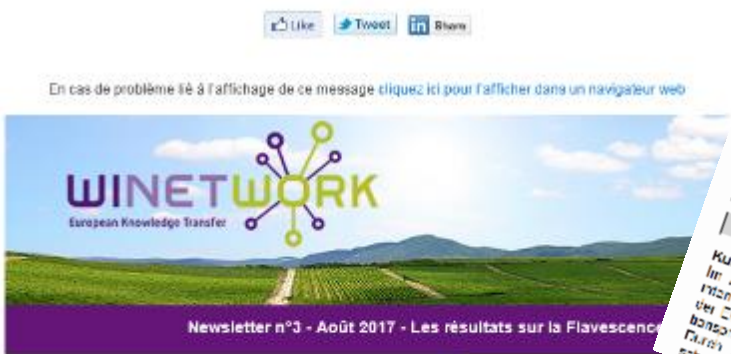 Like Tweet in Share
En cas de problème lié à l'affichage de ce message cliquez ici pour l'afficher dans un navigateur web
WINETWORK
European Knowledge Transfer
Newsletter n°3 - Août 2017 - Les résultats sur la Flavescence